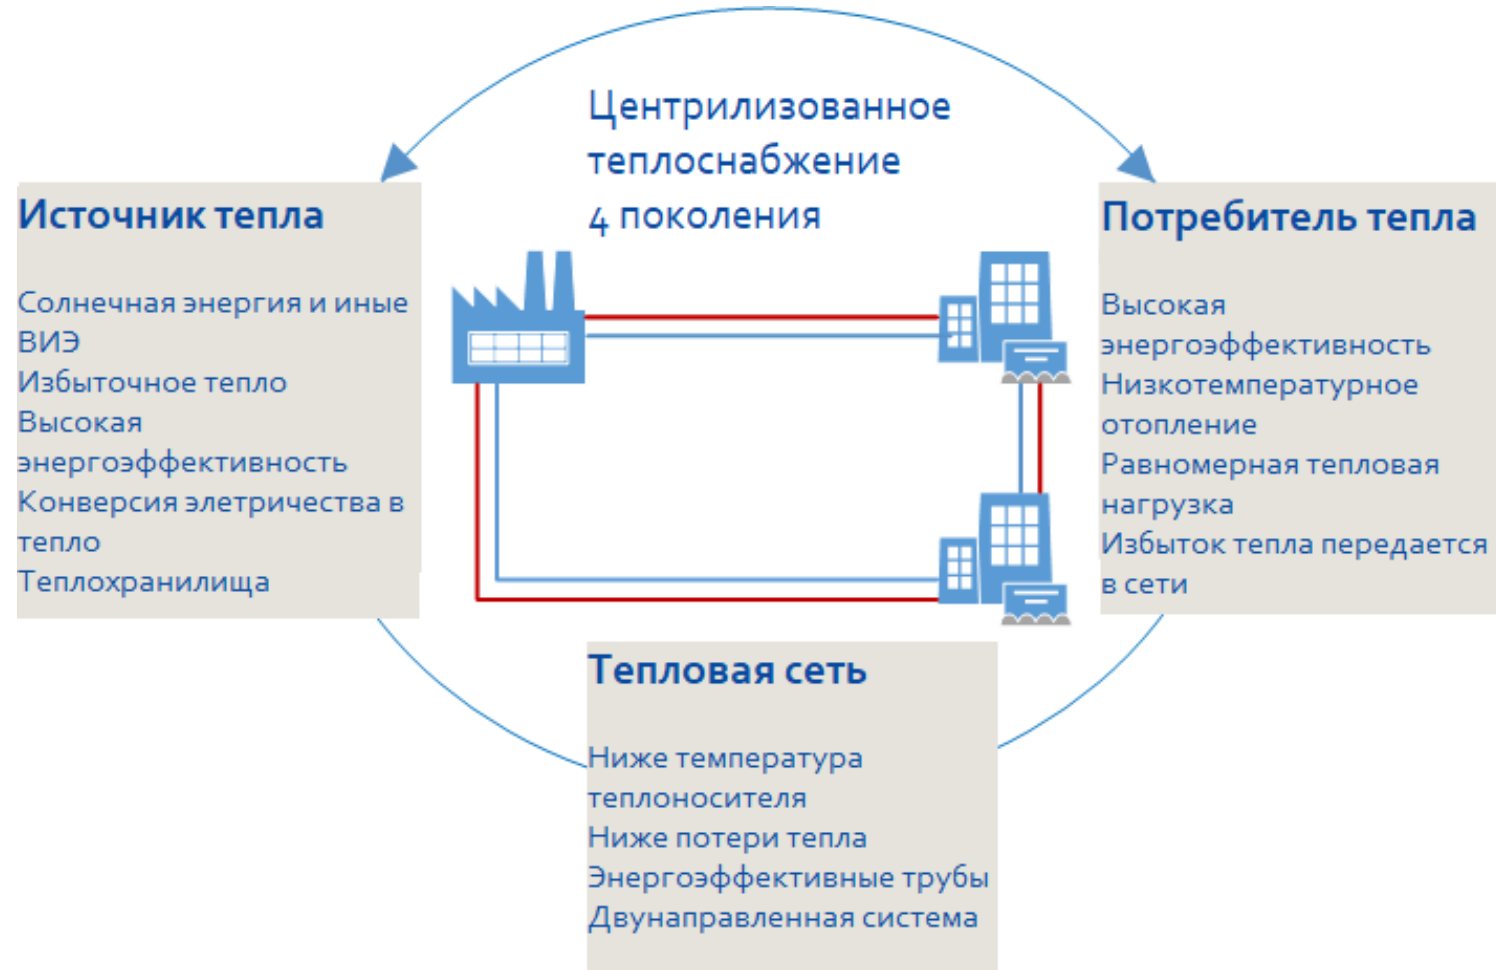 Центрилизованное
теплоснабжение
4 поколения
Источник тепла
Солнечная энергия и иные
ВИЭ
Избыточное тепло
Высокая
энергоэффективность
Конверсия элетричества в
тепло
Теплохранилища
Потребитель тепла
Высокая
энергоэффективность
Низкотемпературное
отопление
Равномерная тепловая
нагрузка
Избыток тепла передается
в сети
Тепловая сеть
Ниже температура
теплоносителя
Ниже потери тепла
Энергоэффективные трубы
Двунаправленная система